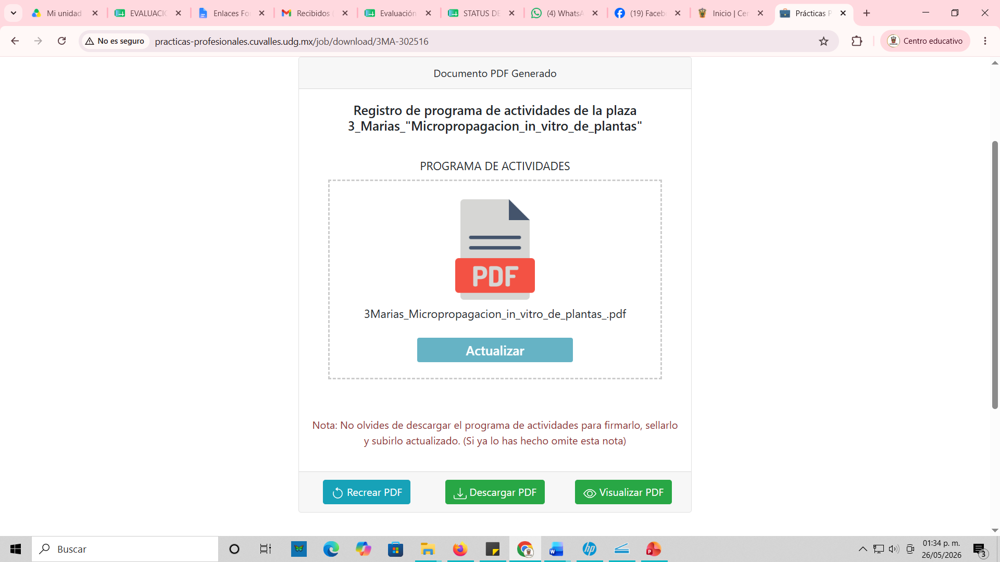 Mi unidad
EVALUACIO
Enlaces Fo
Recibidos (
Evaluación
STATUS DE
(4) WhatsA
(19) Facebo
Inicio | Cer
Prácticas P
No es seguro
practicas-profesionales.cuvalles.udg.mx/job/download/3MA-302516
Centro educativo
Documento PDF Generado
Registro de programa de actividades de la plaza
3_Marias_"Micropropagacion_in_vitro_de_plantas"
PROGRAMA DE ACTIVIDADES
PDF
3Marias_Micropropagacion_in_vitro_de_plantas_.pdf
Actualizar
Nota: No olvides de descargar el programa de actividades para firmarlo, sellarlo
y subirlo actualizado. (Si ya lo has hecho omite esta nota)
Recrear PDF
Descargar PDF
Visualizar PDF
Buscar
01:34 p. m.
26/05/2026
3